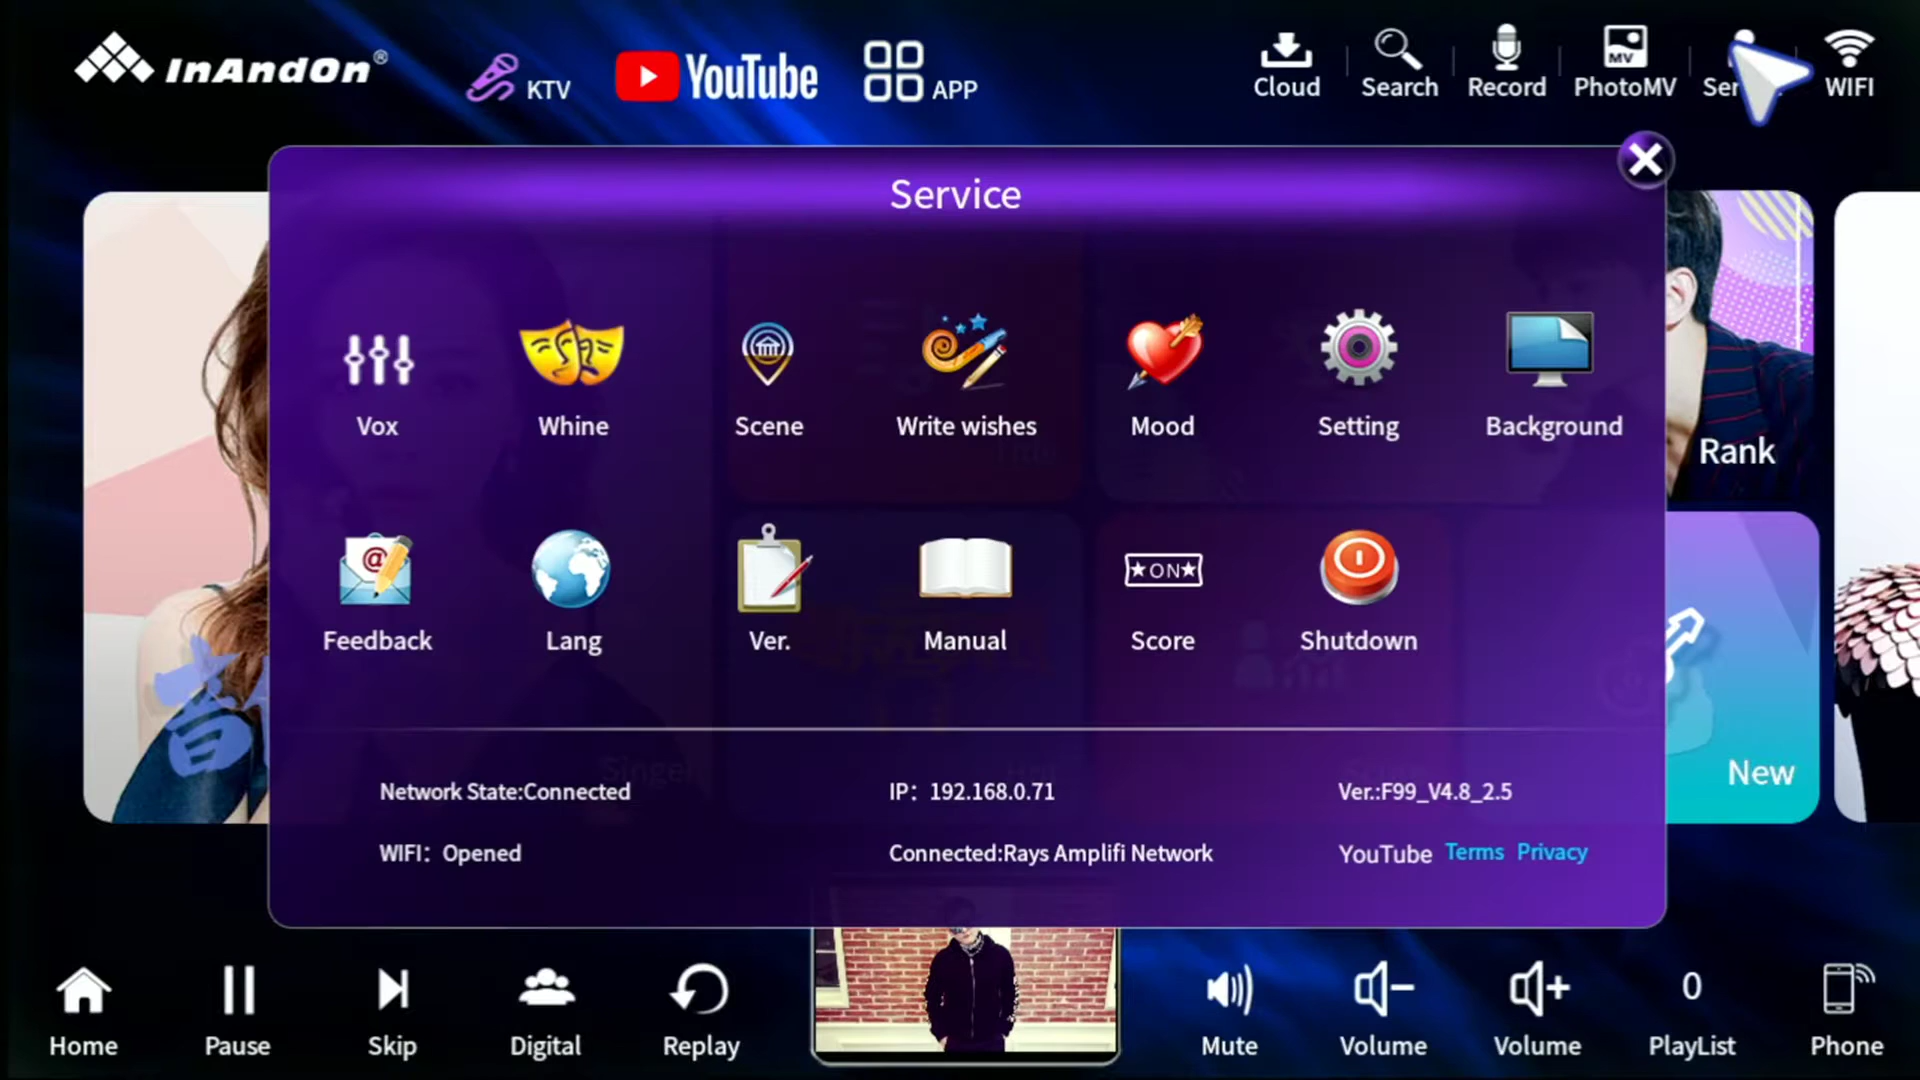 InAndOn®
KTV
YouTube
APP
Cloud
Search
Record
MV
PhotoMV
WIFI
Service
Vox
Whine
Scene
Write wishes
Mood
Setting
Background
Rank
@
Feedback
Lang
Ver.
Manual
★ON★
Score
Shutdown
音
New
Network State:Connected
IP: 192.168.0.71
Ver.:F99_V4.8_2.5
WIFI: Opened
Connected:Rays Amplifi Network
YouTube Terms Privacy
Home
Pause
Skip
Digital
Replay
Mute
Volume
Volume
0
PlayList
Phone